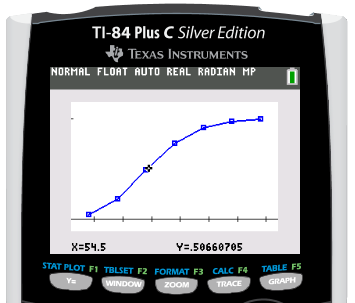 TI-84 Plus C Silver Edition
TEXAS INSTRUMENTS
NORMAL FLOAT AUTO REAL RADIAN MP
X=54.5 Y=.50660705
STAT PLOT F1 TBLSET F2 FORMAT F3 CALC F4 TABLE F5
Y= WINDOW ZOOM TRACE GRAPH